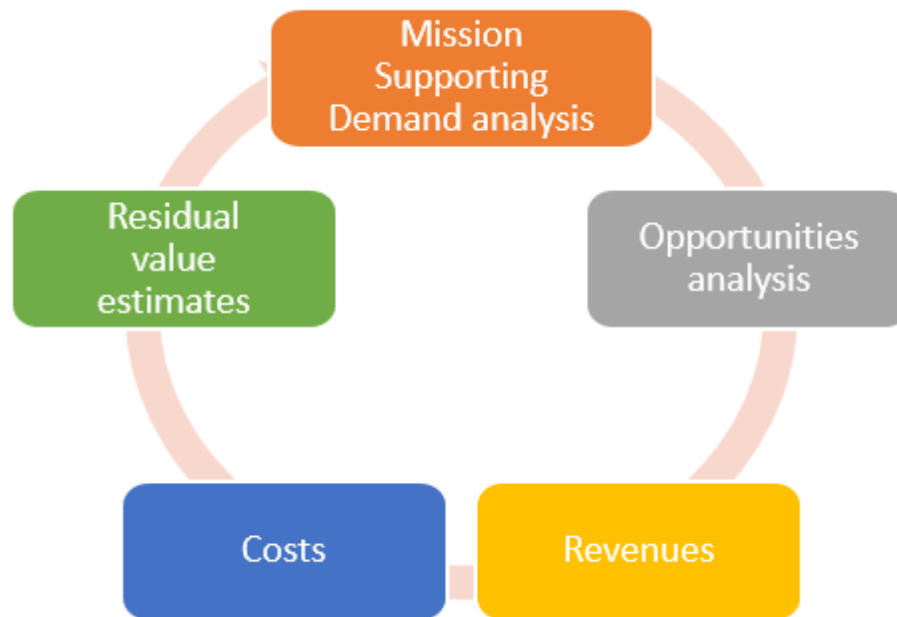 Mission
Supporting
Demand analysis
Residual
value
estimates
Opportunities
analysis
Costs
Revenues